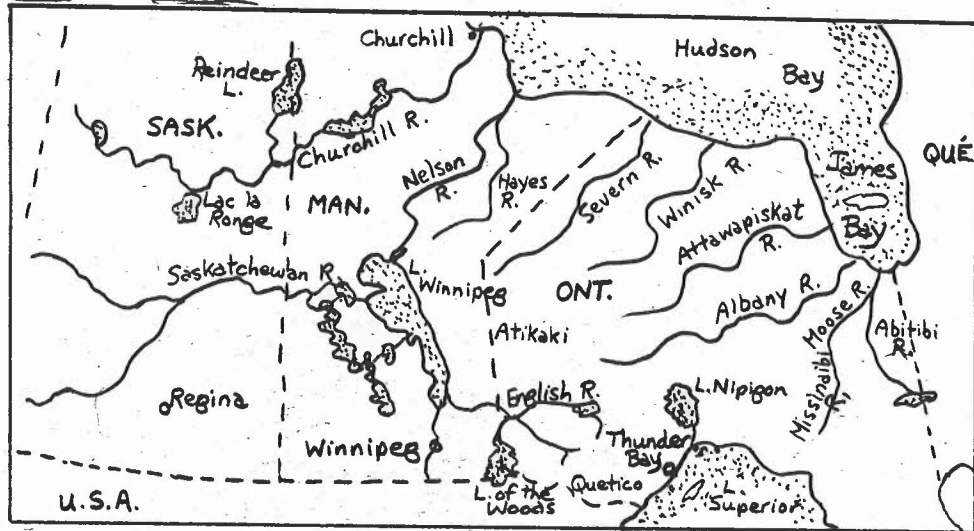 Churchill
Hudson
Bay
Reindeer
L.
SASK.
Churchill R.
Nelson
R.
Hayes
R.
Severn R.
Winisk R.
James
Bay
QUÉ
Lac la
Ronge
MAN.
Attawapiskat
R.
Saskatchewan R.
L.
Winnipeg
ONT.
Albany R.
Moose R.
Missinaibi
Abitibi
R.
Atikaki
Regina
English R.
L. Nipigon
Winnipeg
Thunder
Bay
L. of the
Woods
Quetico
L.
Superior
U.S.A.